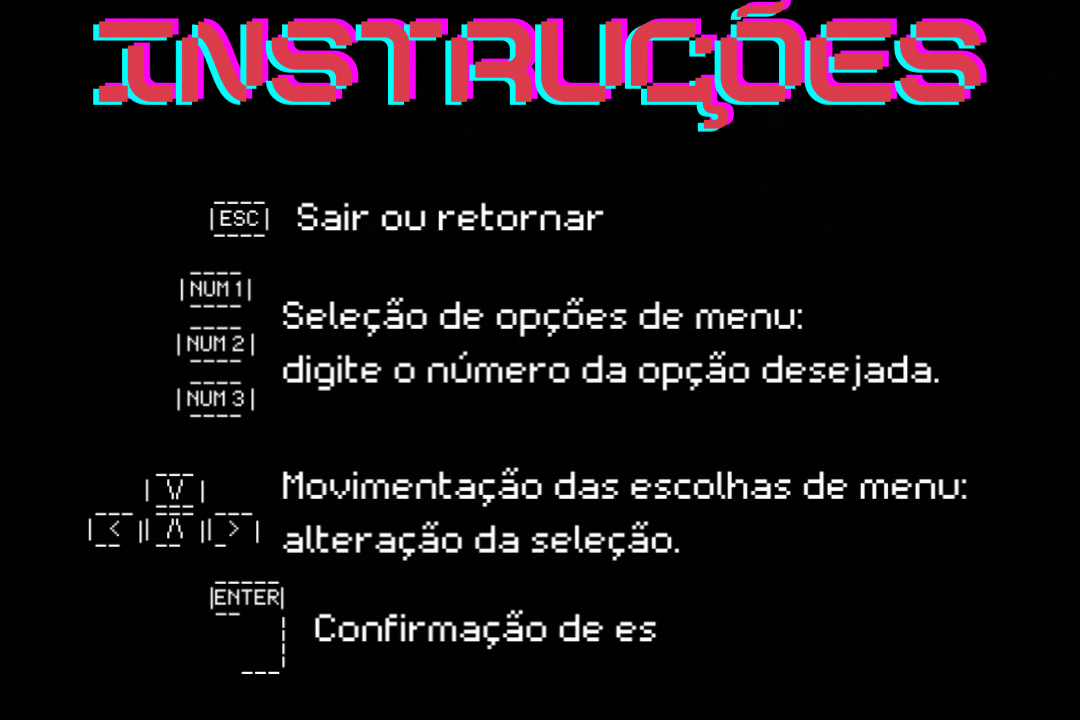 INSTRUÇÕES
ESC Sair ou retornar
NUM 1
Seleção de opções de menu:
NUM 2
digite o número da opção desejada.
NUM 3
Movimentação das escolhas de menu:
< >
alteração da seleção.
ENTER
Confirmação de es